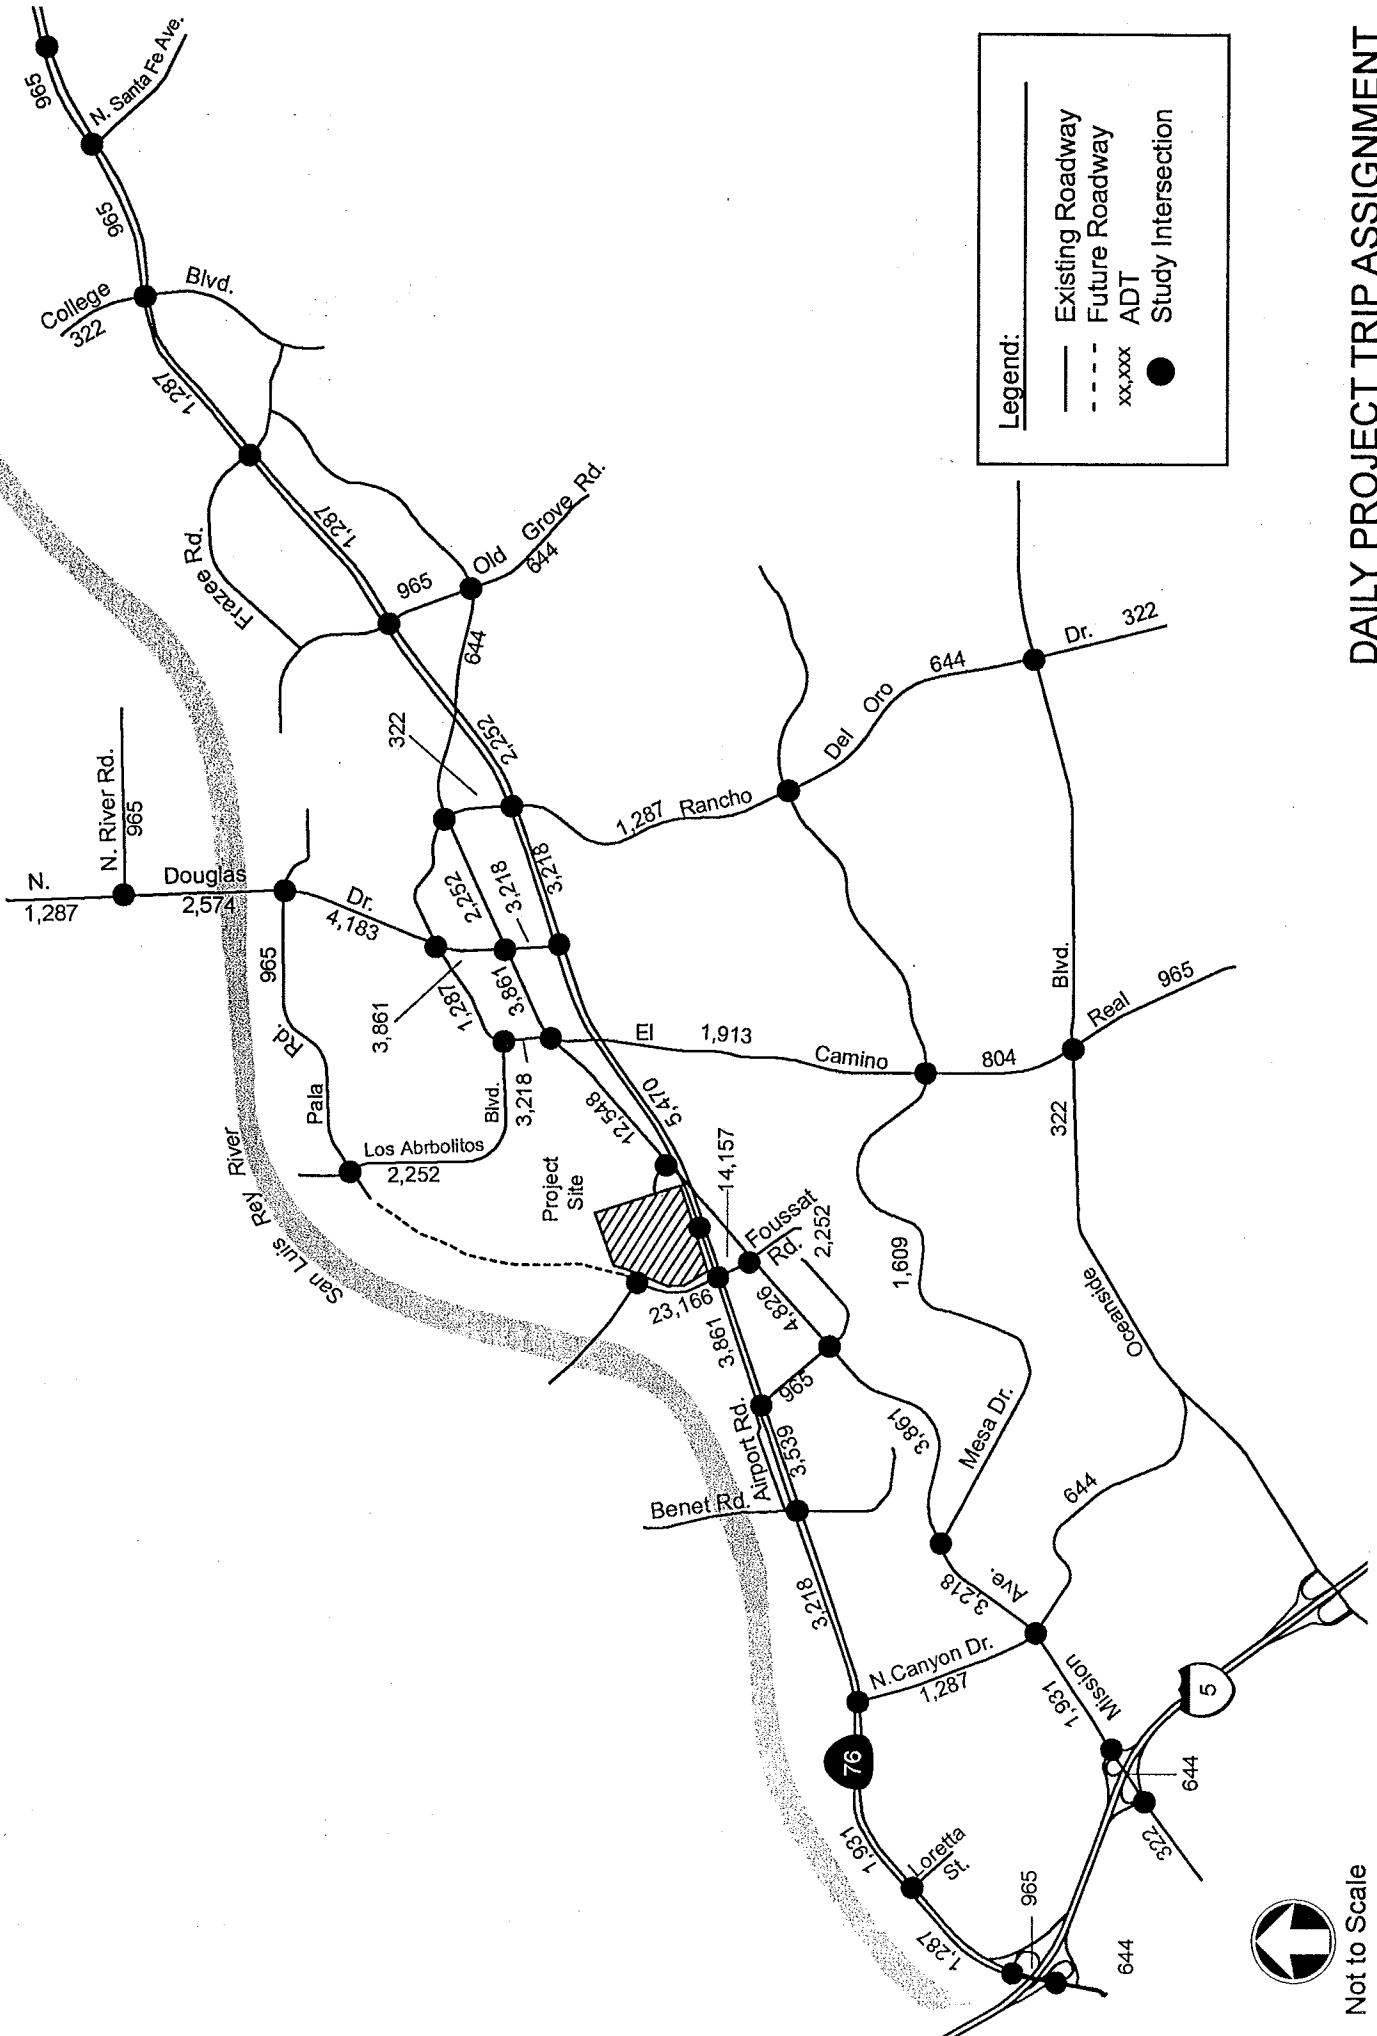 DAILY PROJECT TRIP ASSIGNMENT
Legend:
Existing Roadway
Future Roadway
xx,xxx ADT
Study Intersection
965
N. Santa Fe Ave.
965
College
Blvd.
322
1,287
Frazee Rd.
1,287
965
Old Grove Rd.
644
644
322
2,252
N. River Rd.
965
N. Douglas Dr.
1,287
2,574
4,183
965
Pala Rd.
3,861
1,287
2,252
3,218
3,218
3,861
3,218
Los Abrbolitos Blvd.
2,252
San Luis Rey River
Project
Site
12,548
5,470
14,157
23,166
Foussat
Rd.
2,252
4,826
3,861
965
Airport Rd.
3,539
Benet Rd.
3,218
3,861
Mesa Dr.
1,609
1,287
Rancho Del Oro Dr.
644
322
El Camino Real
1,913
804
965
322
Oceanside Blvd.
644
3,218
Mission Ave.
N.Canyon Dr.
1,287
1,931
5
76
644
322
1,931
Loretta
St.
1,287
965
644
Not to Scale